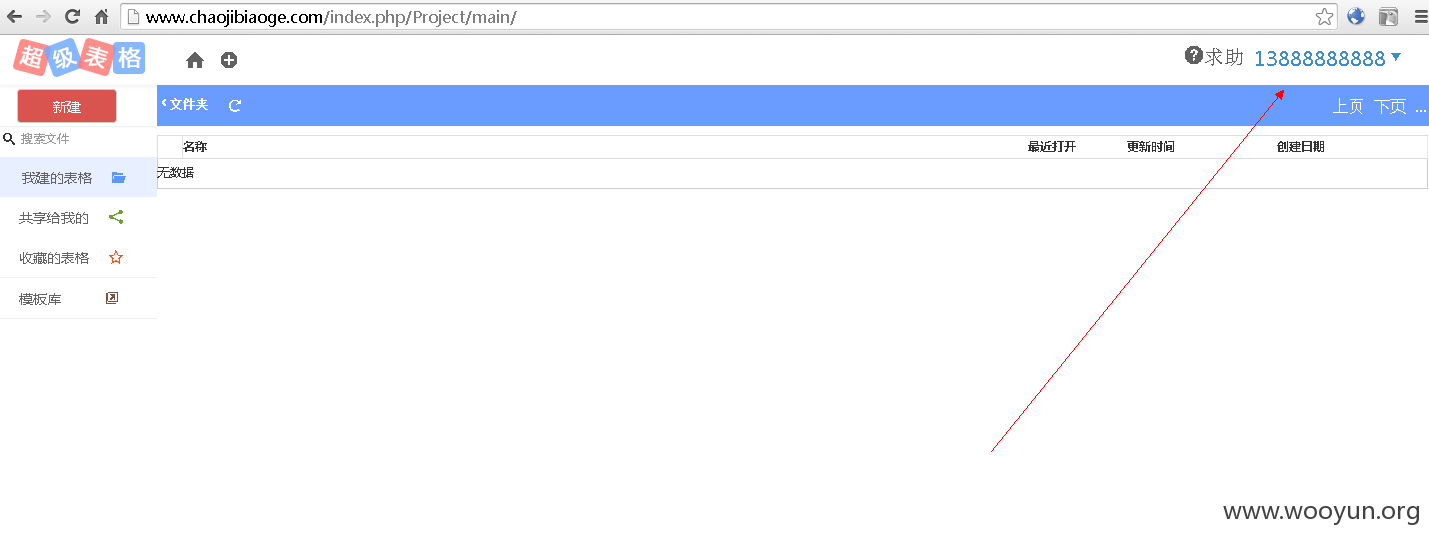 www.chaojibiaoge.com/index.php/Project/main/
超级表格
求助 13888888888
新建
文件夹
上页 下页 ...
搜索文件
名称 最近打开 更新时间 创建日期
无数据
我建的表格
共享给我的
收藏的表格
模板库
www.wooyun.org